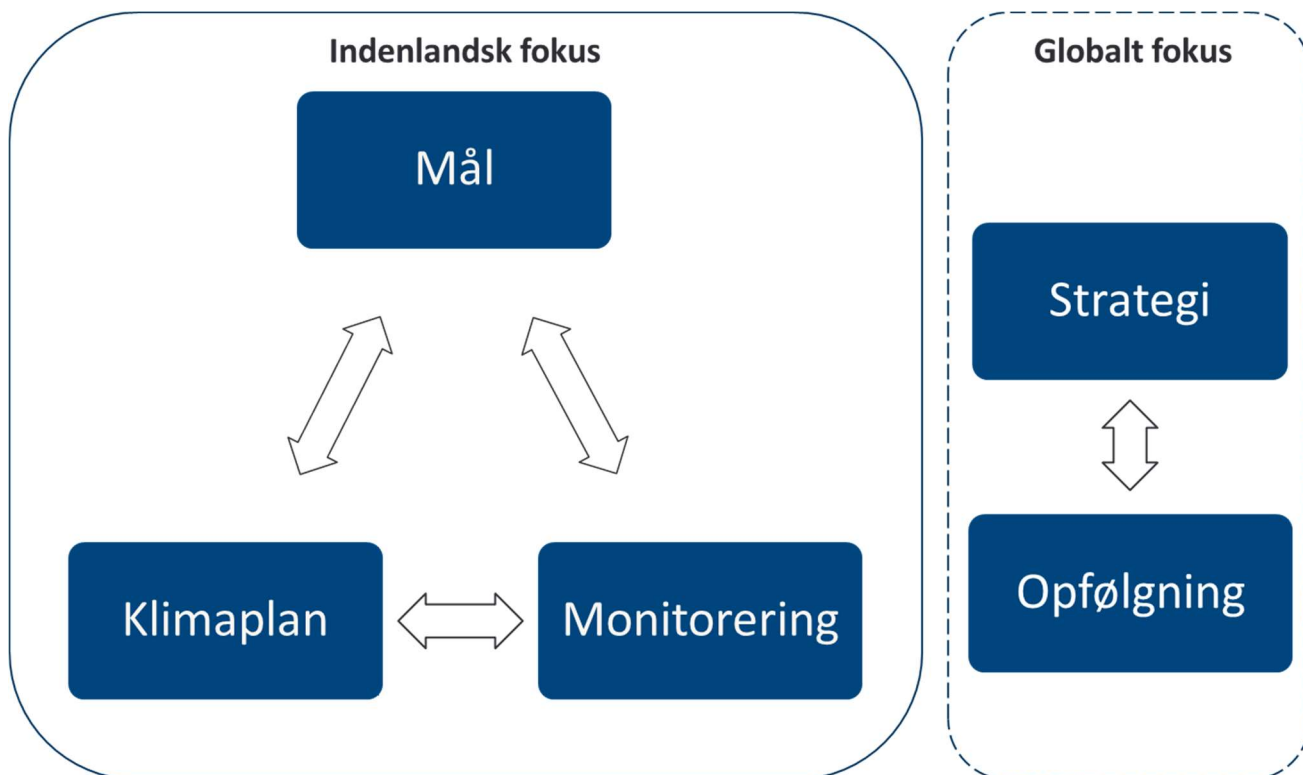 Indenlandsk fokus
Mål
Klimaplan
Monitorering
Globalt fokus
Strategi
Opfølgning